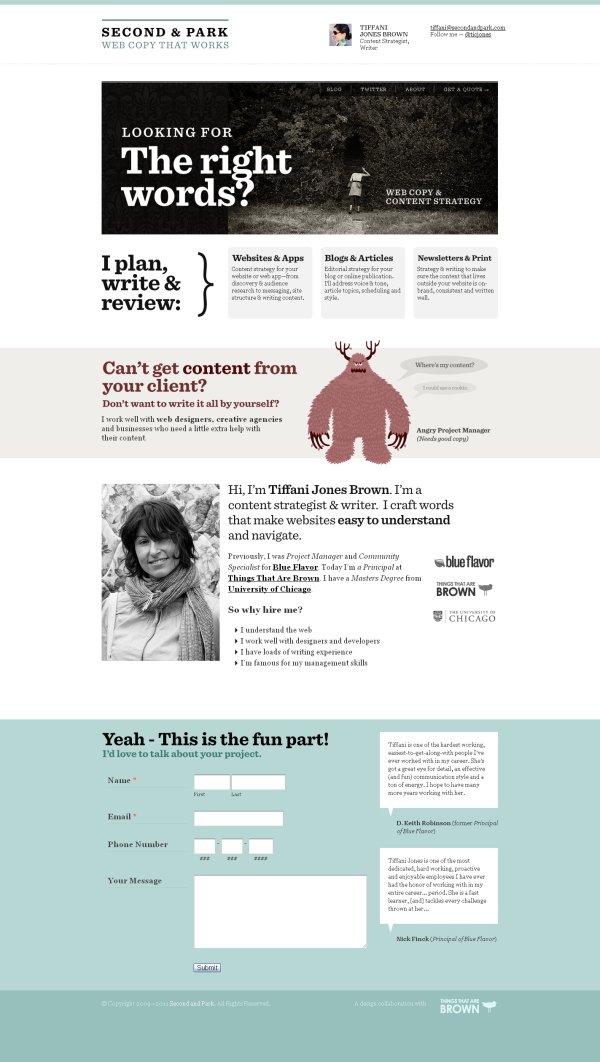 SECOND & PARK
WEB COPY THAT WORKS
TIFFANI
JONES BROWN
Content Strategist,
Writer
tiffani@secondandpark.com
Follow me — @ticjones
BLOG
TWITTER
ABOUT
GET A QUOTE →
LOOKING FOR
The right
words?
WEB COPY &
CONTENT STRATEGY
I plan,
write &
review:
Websites & Apps
Content strategy for your
website or web app—from
discovery & audience
research to messaging, site
structure & writing content.
Blogs & Articles
Editorial strategy for your
blog or online publication.
I'll address voice & tone,
article topics, scheduling and
style.
Newsletters & Print
Strategy & writing to make
sure the content that lives
outside your website is on-
brand, consistent and written
well.
Can't get content from
your client?
Don't want to write it all by yourself?
I work well with web designers, creative agencies
and businesses who need a little extra help with
their content.
Where's my content?
I could use a cookie.
Angry Project Manager
(Needs good copy)
Hi, I'm Tiffani Jones Brown. I'm a
content strategist & writer. I craft words
that make websites easy to understand
and navigate.
Previously, I was Project Manager and Community
Specialist for Blue Flavor. Today I'm a Principal at
Things That Are Brown. I have a Masters Degree from
University of Chicago.
So why hire me?
I understand the web
I work well with designers and developers
I have loads of writing experience
I'm famous for my management skills
blue flavor
THINGS THAT ARE
BROWN
THE UNIVERSITY OF
CHICAGO
Yeah - This is the fun part!
I'd love to talk about your project.
Name *
First
Last
Email *
Phone Number
-
-
###
###
####
Your Message
Submit
Tiffani is one of the hardest working,
easiest-to-get-along-with people I've
ever worked with in my career. She's
got a great eye for detail, an effective
(and fun) communication style and a
ton of energy. I hope to have many
more years working with her.
D. Keith Robinson (former Principal
of Blue Flavor)
Tiffani Jones is one of the most
dedicated, hard working, proactive
and enjoyable employees I have ever
had the honor of working with in my
entire career... period. She is a fast
learner, [and] tackles every challenge
thrown at her...
Nick Finck (Principal of Blue Flavor)
© Copyright 2009–2011 Second and Park. All Rights Reserved.
A design collaboration with
THINGS THAT ARE
BROWN